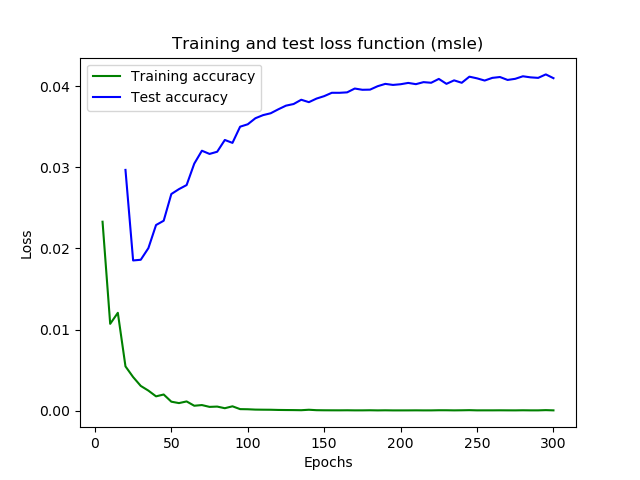 Training and test loss function (msle)
Training accuracy
Test accuracy
0.04
0.03
0.02
0.01
0.00
Loss
0 50 100 150 200 250 300
Epochs